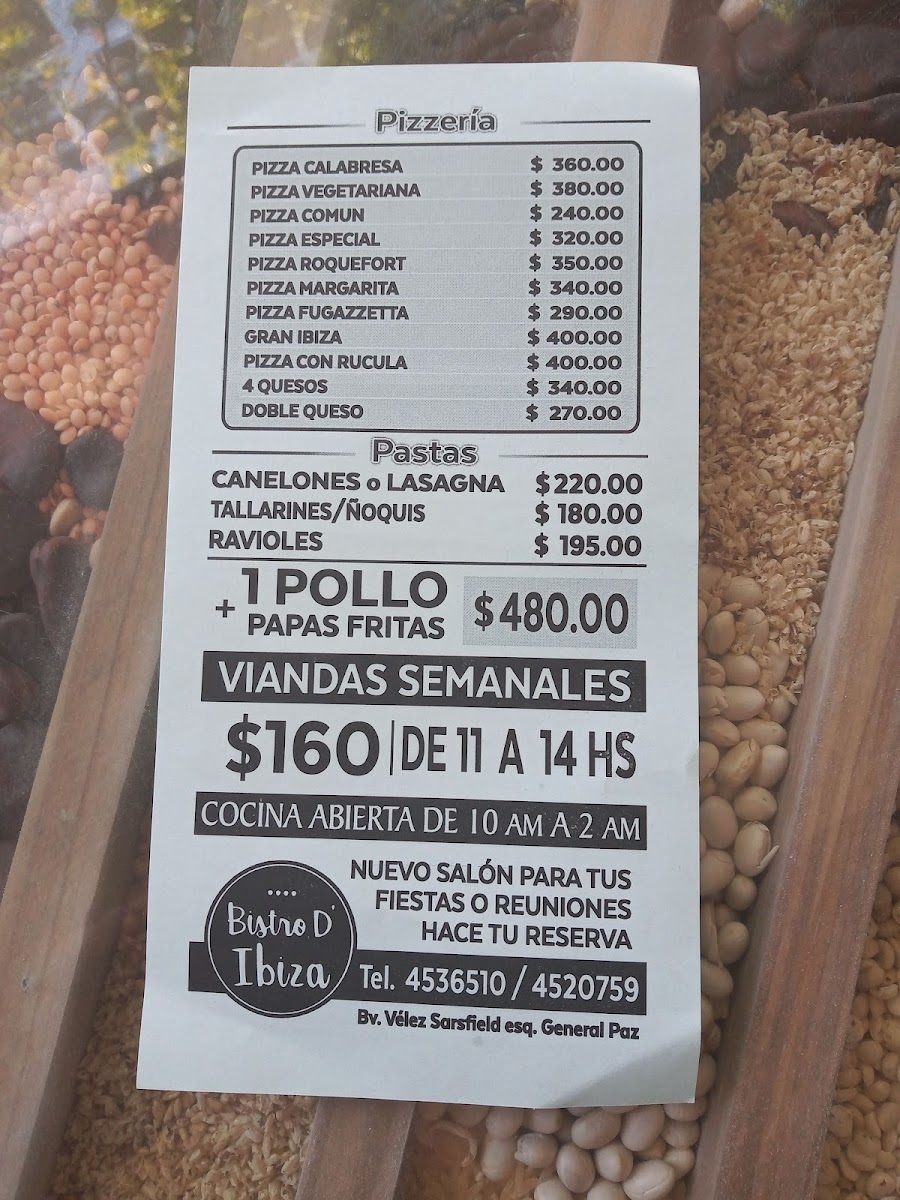 Pizzería
PIZZA CALABRESA $ 360.00
PIZZA VEGETARIANA $ 380.00
PIZZA COMUN $ 240.00
PIZZA ESPECIAL $ 320.00
PIZZA ROQUEFORT $ 350.00
PIZZA MARGARITA $ 340.00
PIZZA FUGAZZETTA $ 290.00
GRAN IBIZA $ 400.00
PIZZA CON RUCULA $ 400.00
4 QUESOS $ 340.00
DOBLE QUESO $ 270.00
Pastas
CANELONES o LASAGNA $220.00
TALLARINES/ÑOQUIS $ 180.00
RAVIOLES $ 195.00
1 POLLO
+ PAPAS FRITAS $480.00
VIANDAS SEMANALES
$160 | DE 11 A 14 HS
COCINA ABIERTA DE 10 AM A 2 AM
NUEVO SALÓN PARA TUS
FIESTAS O REUNIONES
HACE TU RESERVA
Bistro D'
Ibiza
Tel. 4536510 / 4520759
Bv. Vélez Sarsfield esq. General Paz